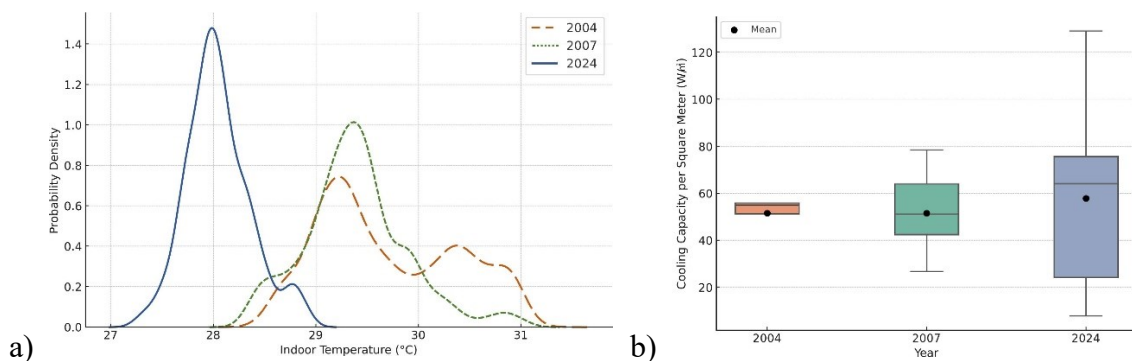 a)
Probability Density
1.4
1.2
1.0
0.8
0.6
0.4
0.2
0.0
27 28 29 30 31
Indoor Temperature (°C)
2004
2007
2024
b)
Cooling Capacity per Square Meter (W/㎡)
120
100
80
60
40
20
2004 2007 2024
Year
Mean